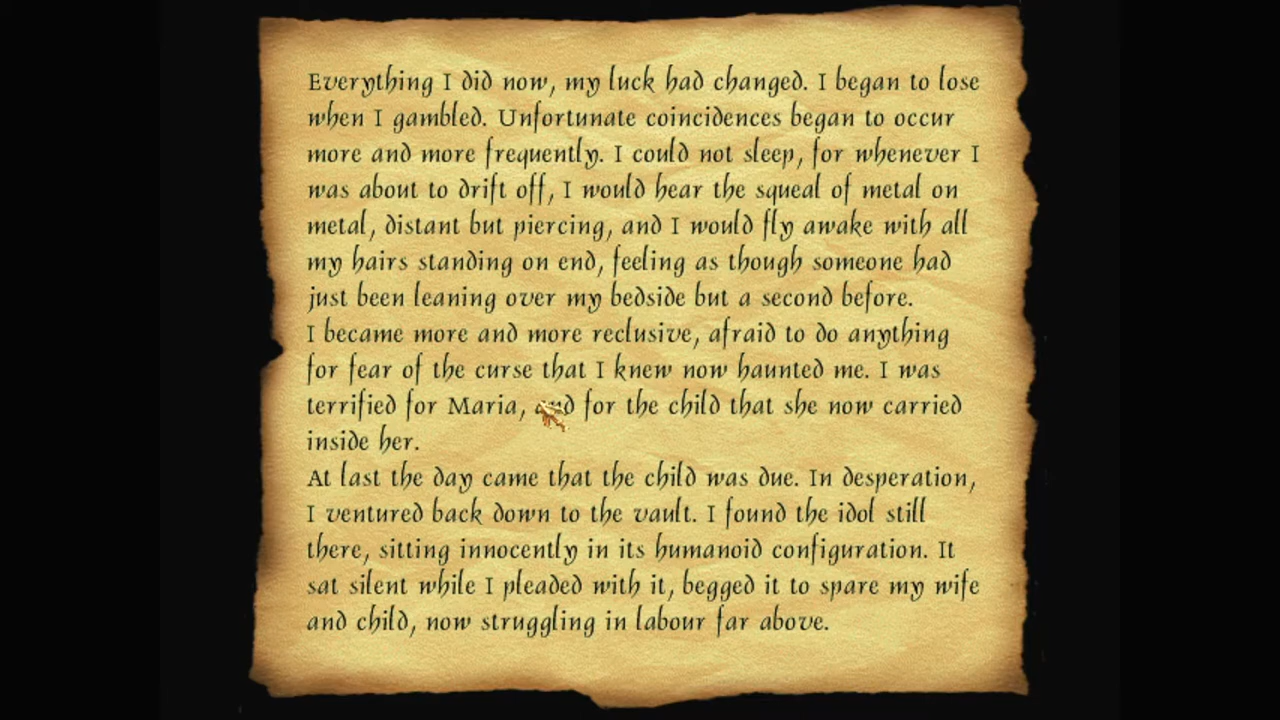 Everything I did now, my luck had changed. I began to lose
when I gambled. Unfortunate coincidences began to occur
more and more frequently. I could not sleep, for whenever I
was about to drift off, I would hear the squeal of metal on
metal, distant but piercing, and I would fly awake with all
my hairs standing on end, feeling as though someone had
just been leaning over my bedside but a second before.
I became more and more reclusive, afraid to do anything
for fear of the curse that I knew now haunted me. I was
terrified for Maria, and for the child that she now carried
inside her.
At last the day came that the child was due. In desperation,
I ventured back down to the vault. I found the idol still
there, sitting innocently in its humanoid configuration. It
sat silent while I pleaded with it, begged it to spare my wife
and child, now struggling in labour far above.